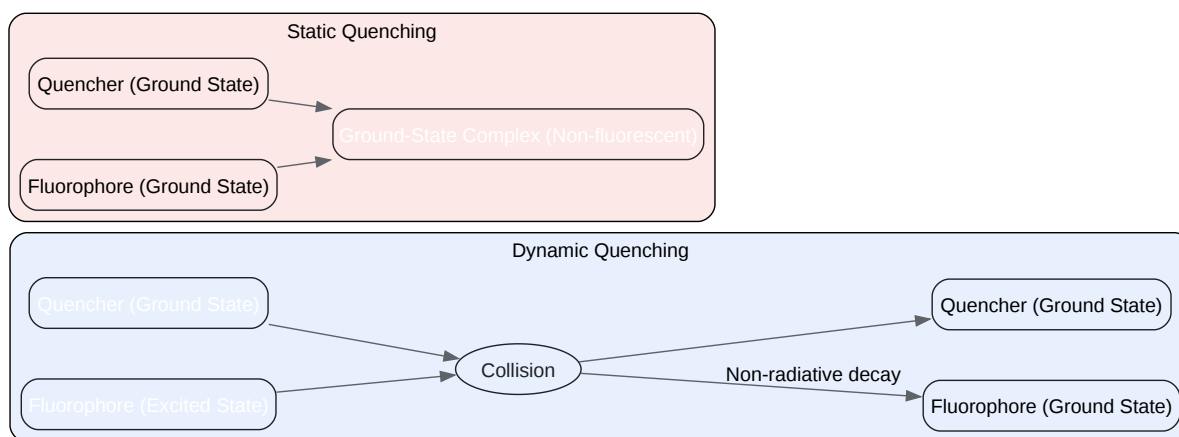 Static Quenching
Quencher (Ground State)
Ground-State Complex (Non-fluorescent)
Fluorophore (Ground State)
Dynamic Quenching
Quencher (Ground State)
Quencher (Ground State)
Collision
Non-radiative decay
Fluorophore (Excited State)
Fluorophore (Ground State)